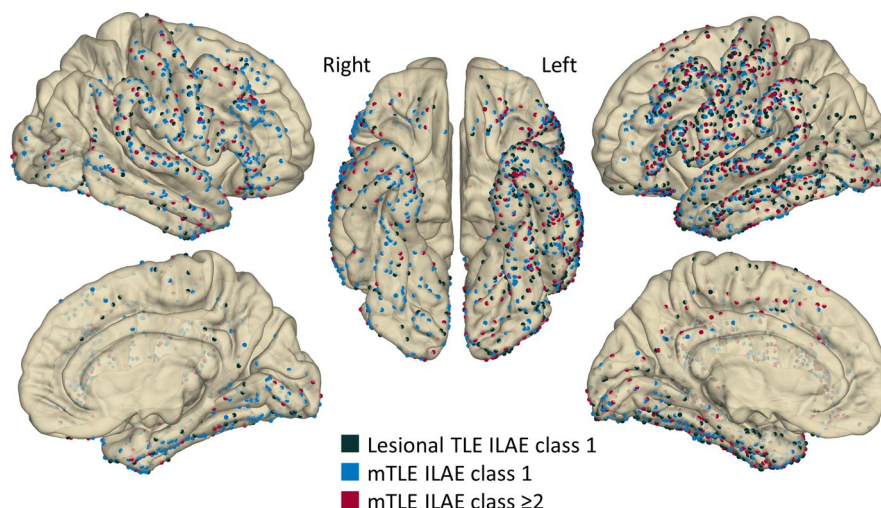 Right
Left
Lesional TLE ILAE class 1
mTLE ILAE class 1
mTLE ILAE class ≥2